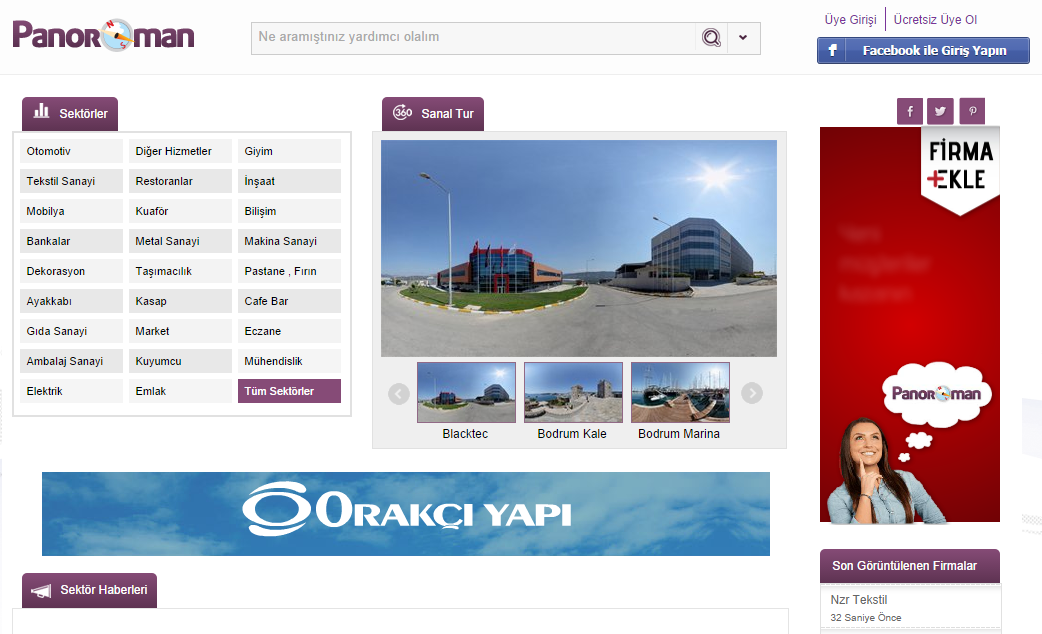 PANOROMAN
Ne aramıştınız yardımcı olalım
Üye Girişi
Ücretsiz Üye Ol
f Facebook ile Giriş Yapın
Sektörler
Otomotiv
Diğer Hizmetler
Giyim
Tekstil Sanayi
Restoranlar
İnşaat
Mobilya
Kuaför
Bilişim
Bankalar
Metal Sanayi
Makina Sanayi
Dekorasyon
Taşımacılık
Pastane , Fırın
Ayakkabı
Kasap
Cafe Bar
Gıda Sanayi
Market
Eczane
Ambalaj Sanayi
Kuyumcu
Mühendislik
Elektrik
Emlak
Tüm Sektörler
360 Sanal Tur
Blacktec
Bodrum Kale
Bodrum Marina
FİRMA
+EKLE
PANOROMAN
ORAKÇI YAPI
Sektör Haberleri
Son Görüntülenen Firmalar
Nzr Tekstil
32 Saniye Önce